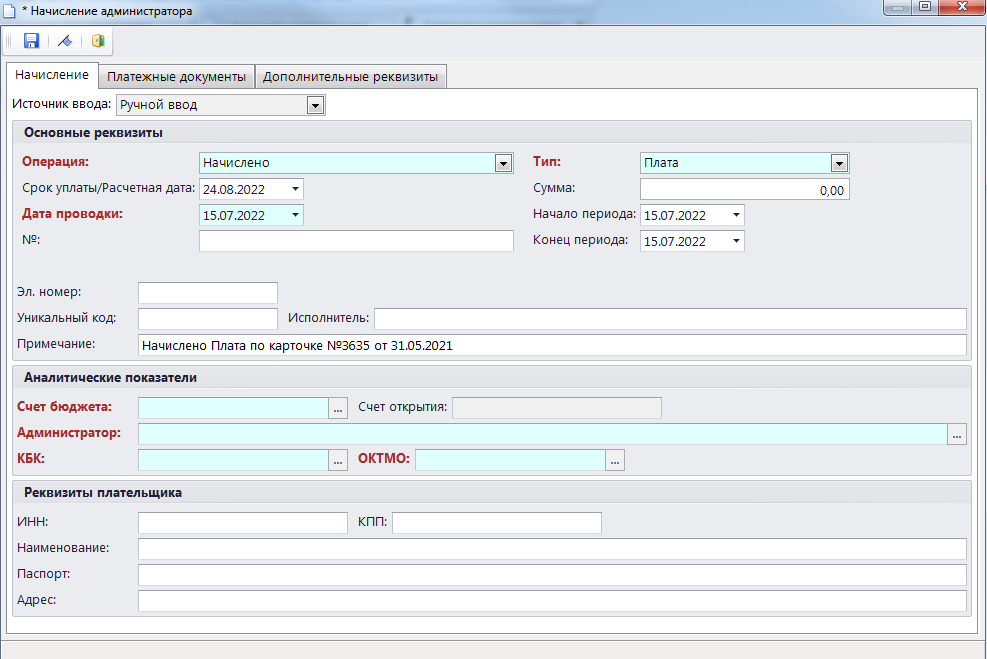 * Начисление администратора
Начисление Платежные документы Дополнительные реквизиты
Источник ввода: Ручной ввод
Основные реквизиты
Операция: Начислено Тип: Плата
Срок уплаты/Расчетная дата: 24.08.2022 Сумма: 0,00
Дата проводки: 15.07.2022 Начало периода: 15.07.2022
№: Конец периода: 15.07.2022
Эл. номер:
Уникальный код: Исполнитель:
Примечание: Начислено Плата по карточке №3635 от 31.05.2021
Аналитические показатели
Счет бюджета: ... Счет открытия:
Администратор: ...
КБК: ... ОКТМО: ...
Реквизиты плательщика
ИНН: КПП:
Наименование:
Паспорт:
Адрес: